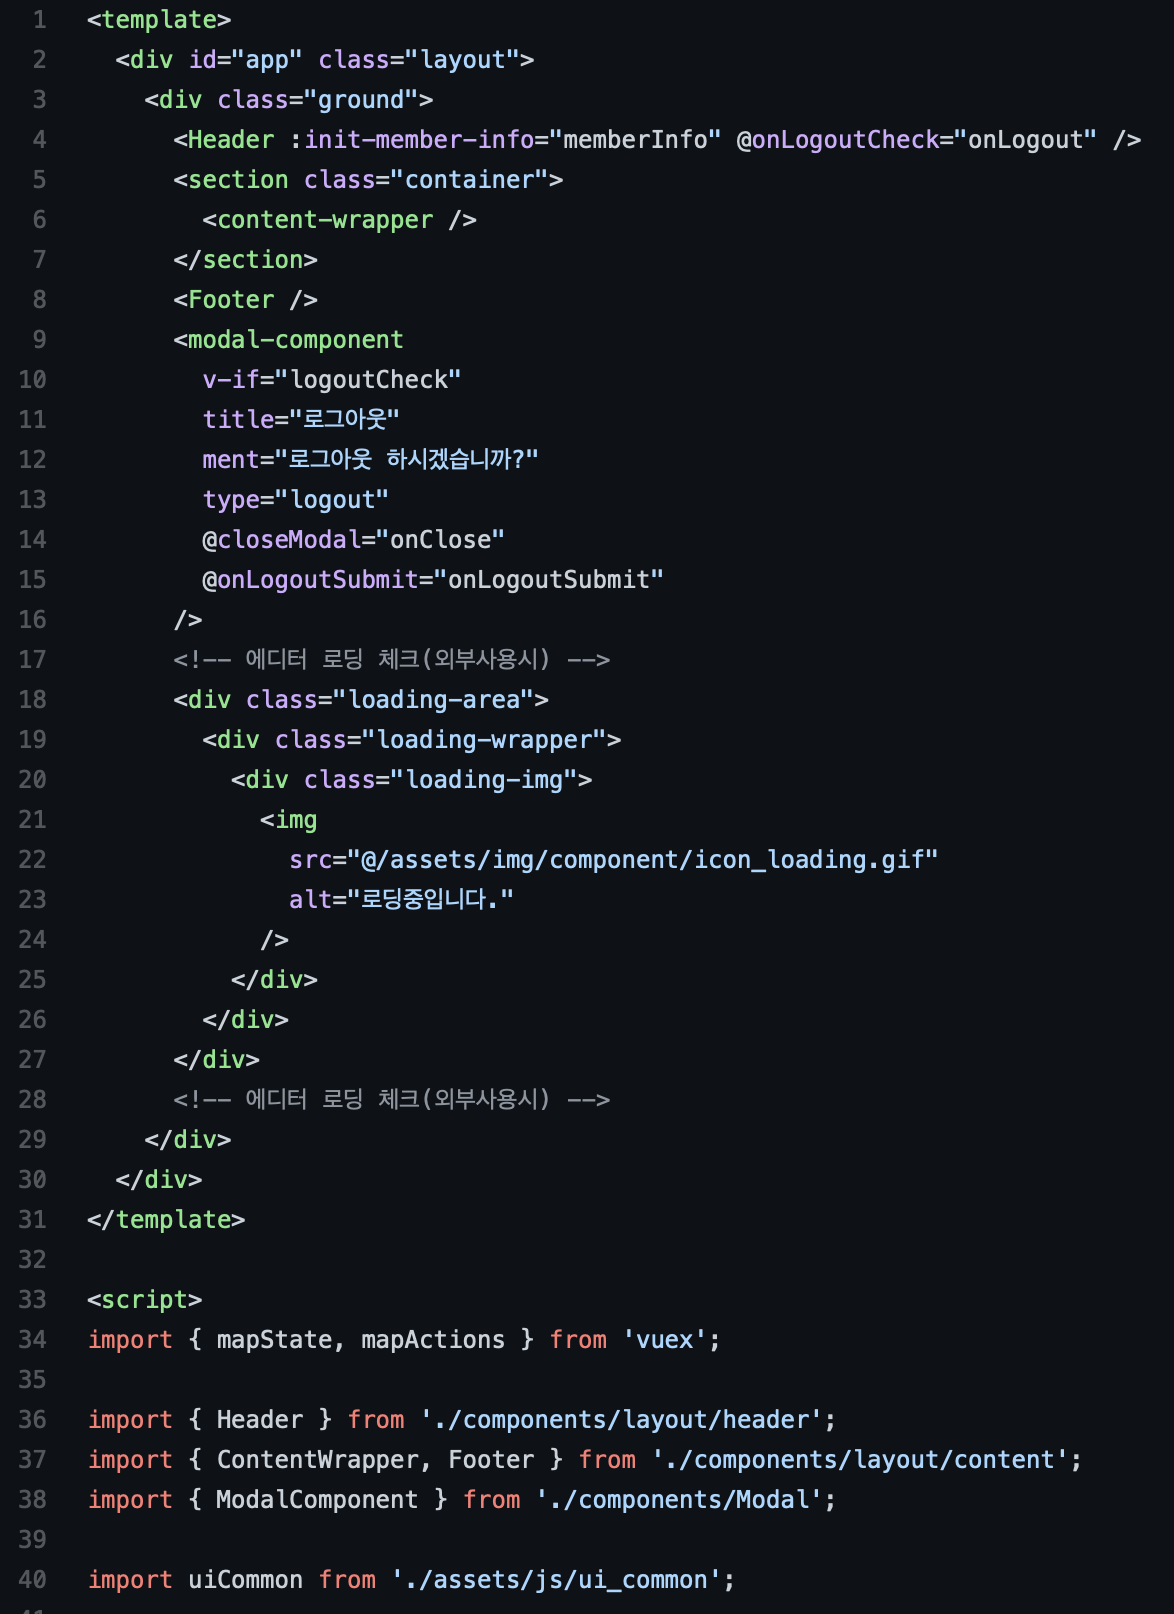 1 <template>
2   <div id="app" class="layout">
3     <div class="ground">
4       <Header :init-member-info="memberInfo" @onLogoutCheck="onLogout" />
5       <section class="container">
6         <content-wrapper />
7       </section>
8       <Footer />
9       <modal-component
10         v-if="logoutCheck"
11         title="로그아웃"
12         ment="로그아웃 하시겠습니까?"
13         type="logout"
14         @closeModal="onClose"
15         @onLogoutSubmit="onLogoutSubmit"
16       />
17       <!-- 에디터 로딩 체크(외부사용시) -->
18       <div class="loading-area">
19         <div class="loading-wrapper">
20           <div class="loading-img">
21             <img
22               src="@/assets/img/component/icon_loading.gif"
23               alt="로딩중입니다."
24             />
25           </div>
26         </div>
27       </div>
28       <!-- 에디터 로딩 체크(외부사용시) -->
29     </div>
30   </div>
31 </template>
32
33 <script>
34 import { mapState, mapActions } from 'vuex';
35
36 import { Header } from './components/layout/header';
37 import { ContentWrapper, Footer } from './components/layout/content';
38 import { ModalComponent } from './components/Modal';
39
40 import uiCommon from './assets/js/ui_common';